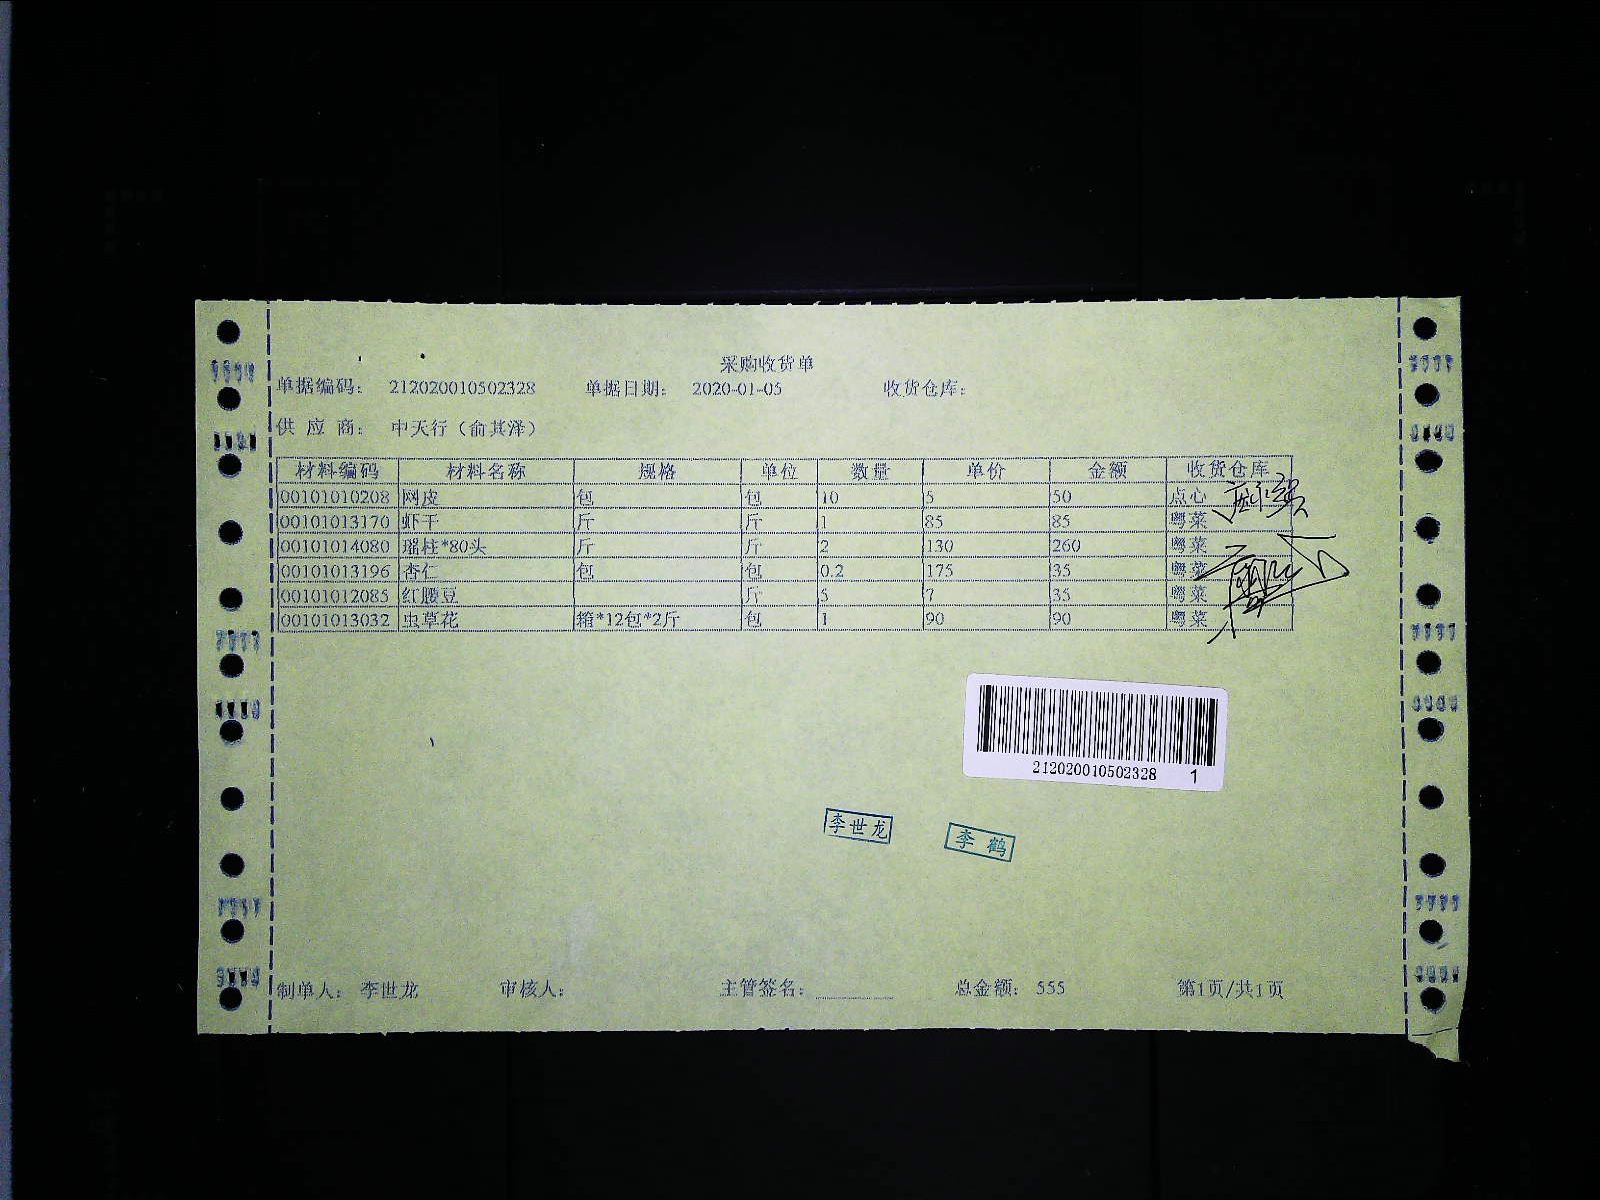 采购收货单
单据编码： 212020010502328 单据日期： 2020-01-05 收货仓库：
供 应 商： 中天行（俞其泽）
材料编码 材料名称 规格 单位 数量 单价 金额 收货仓库
00101010208 网皮 包 包 10 5 50 点心
00101013170 虾干 斤 斤 1 85 85 粤菜
00101014080 瑶柱*80头 斤 斤 2 130 260 粤菜
00101013196 杏仁 包 包 0.2 175 35 粤菜
00101012085 红腰豆 斤 5 7 35 粤菜
00101013032 虫草花 箱*12包*2斤 包 1 90 90 粤菜
212020010502328 1
李世龙 李鹤
制单人： 李世龙 审核人： 主管签名： 总金额： 555 第1页/共1页